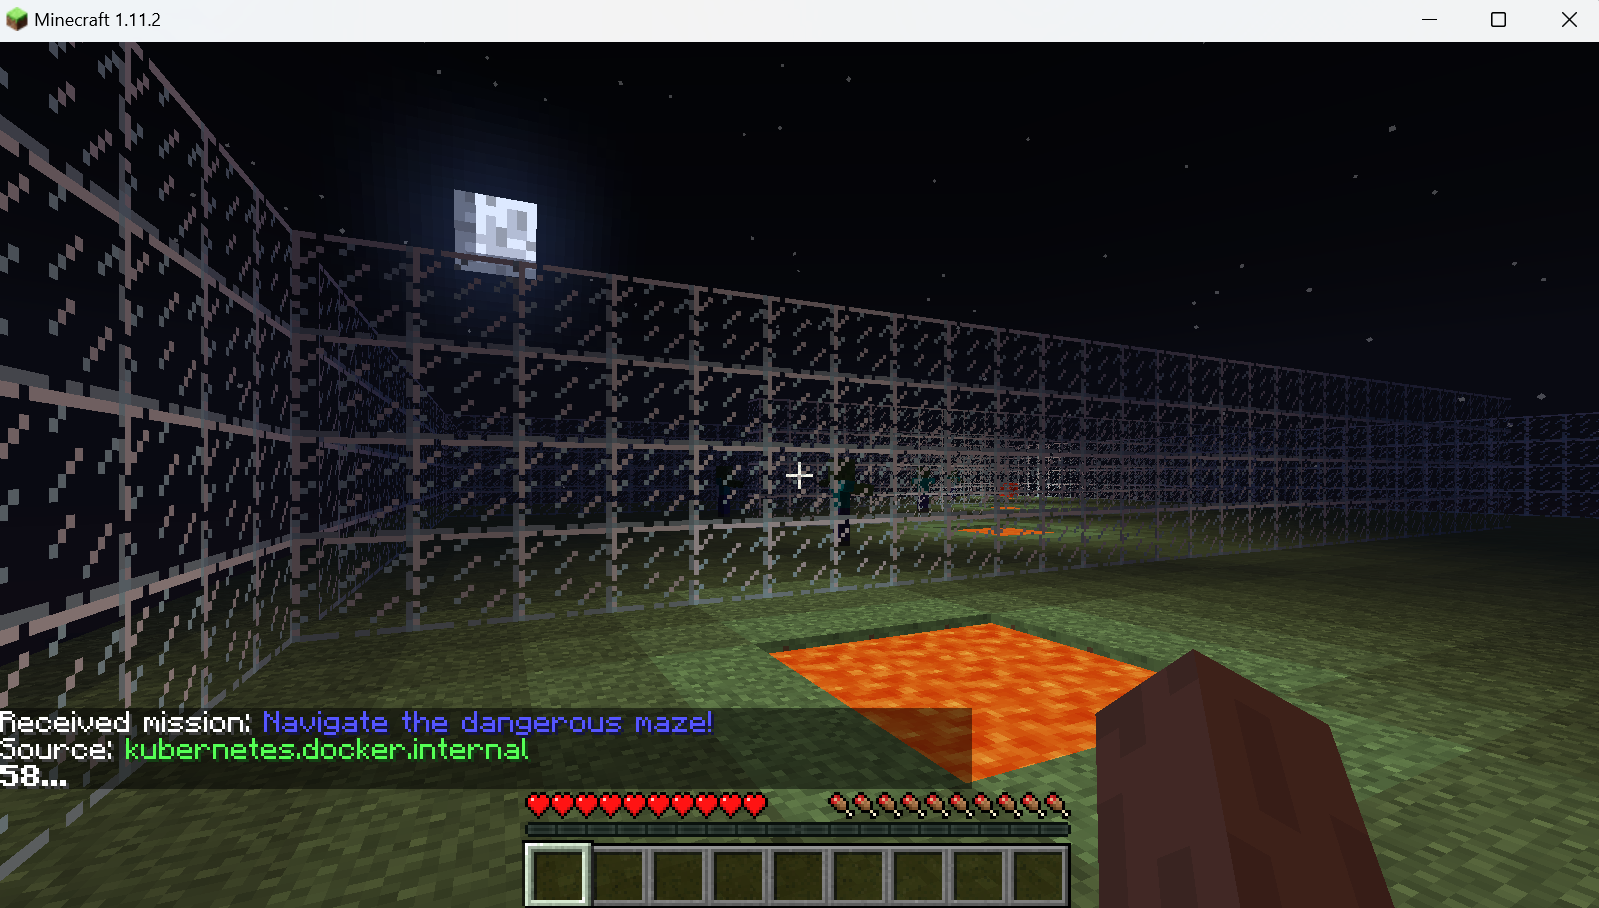 Minecraft 1.11.2
Received mission: Navigate the dangerous maze!
Source: kubernetes.docker.internal
58...